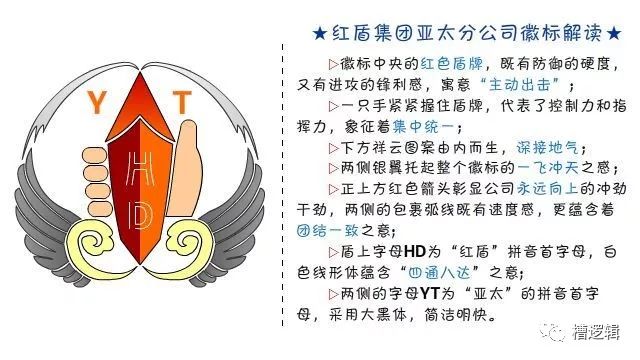 ★红盾集团亚太分公司徽标解读★
Y T
H
D
▷徽标中央的红色盾牌，既有防御的硬度，
又有进攻的锋利感，寓意“主动出击”；
▷一只手紧紧握住盾牌，代表了控制力和指
挥力，象征着集中统一；
▷下方祥云图案由内而生，深接地气；
▷两侧银翼托起整个徽标的一飞冲天之感；
▷正上方红色箭头彰显公司永远向上的冲劲
干劲，两侧的包裹弧线既有速度感，更蕴含着
团结一致之意；
▷盾上字母HD为“红盾”拼音首字母，白
色线形体蕴含“四通八达”之意；
▷两侧的字母YT为“亚太”的拼音首字
母，采用大黑体，简洁明快。
槽逻辑